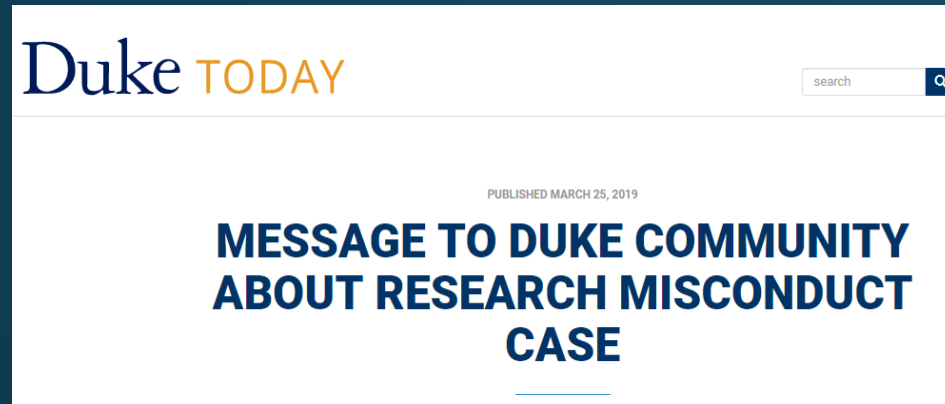 Duke TODAY
search
PUBLISHED MARCH 25, 2019
MESSAGE TO DUKE COMMUNITY
ABOUT RESEARCH MISCONDUCT
CASE